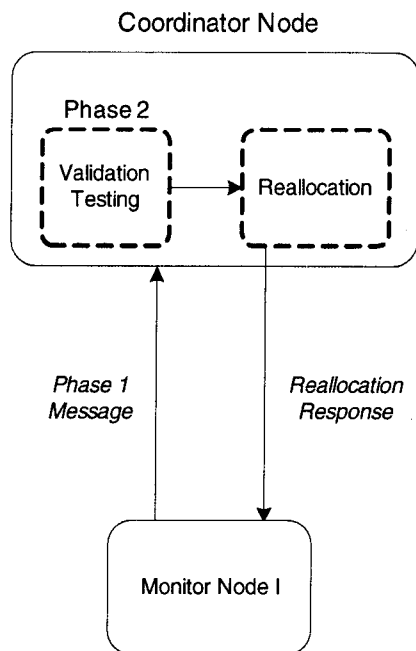 Coordinator Node
Phase 2
Validation
Testing
Reallocation
Phase 1
Message
Reallocation
Response
Monitor Node I